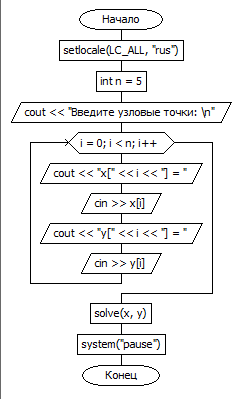 Начало
setlocale(LC_ALL, "rus")
int n = 5
cout << "Введите узловые точки: \n"
i = 0; i < n; i++
cout << "x[" << i << "] = "
cin >> x[i]
cout << "y[" << i << "] = "
cin >> y[i]
solve(x, y)
system("pause")
Конец